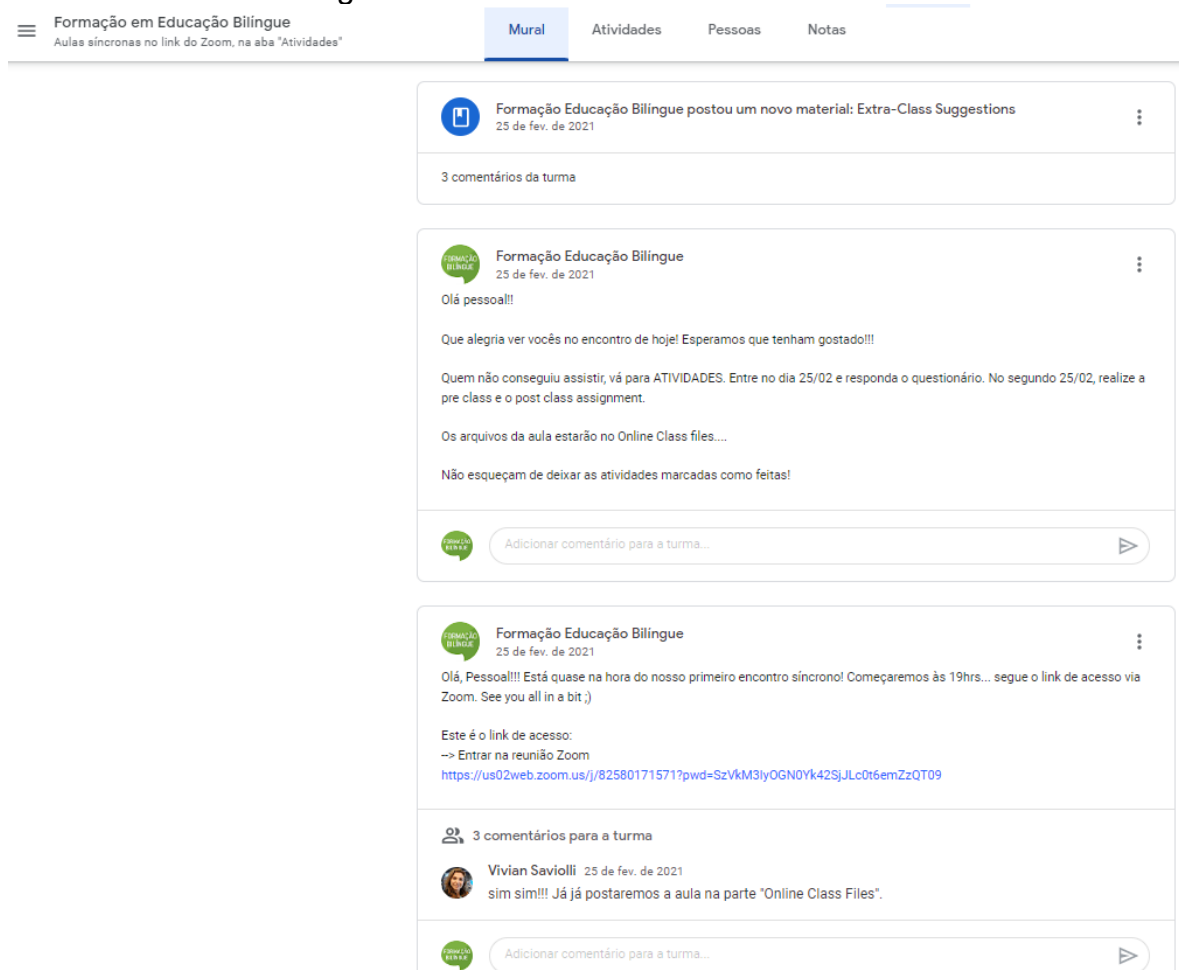 Formação em Educação Bilíngue
Aulas síncronas no link do Zoom, na aba "Atividades"
Mural
Atividades
Pessoas
Notas
Formação Educação Bilíngue postou um novo material: Extra-Class Suggestions
25 de fev. de 2021
3 comentários da turma
FORMAÇÃO
BILÍNGUE
Formação Educação Bilíngue
25 de fev. de 2021
Olá pessoal!!
Que alegria ver vocês no encontro de hoje! Esperamos que tenham gostado!!!
Quem não conseguiu assistir, vá para ATIVIDADES. Entre no dia 25/02 e responda o questionário. No segundo 25/02, realize a
pre class e o post class assignment.
Os arquivos da aula estarão no Online Class files....
Não esqueçam de deixar as atividades marcadas como feitas!
Adicionar comentário para a turma...
FORMAÇÃO
BILÍNGUE
Formação Educação Bilíngue
25 de fev. de 2021
Olá, Pessoal!!! Está quase na hora do nosso primeiro encontro síncrono! Começaremos às 19hrs... segue o link de acesso via
Zoom. See you all in a bit ;)
Este é o link de acesso:
--> Entrar na reunião Zoom
https://us02web.zoom.us/j/82580171571?pwd=SzVkM3IyOGN0Yk42SjJLc0t6emZzQT09
3 comentários para a turma
Vivian Saviolli 25 de fev. de 2021
sim sim!!! Já já postaremos a aula na parte "Online Class Files".
Adicionar comentário para a turma...